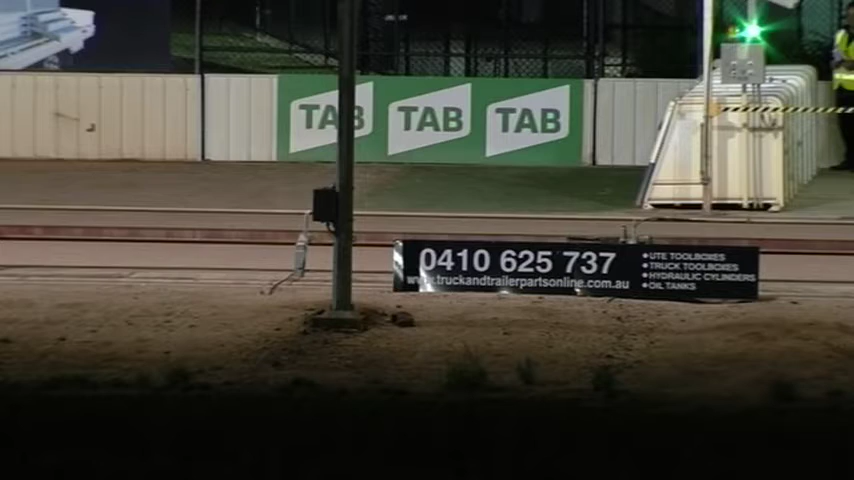 TAB TAB TAB
0410 625 737
www.truckandtrailerpartsonline.com.au
• UTE TOOLBOXES
• TRUCK TOOLBOXES
• HYDRAULIC CYLINDERS
• OIL TANKS